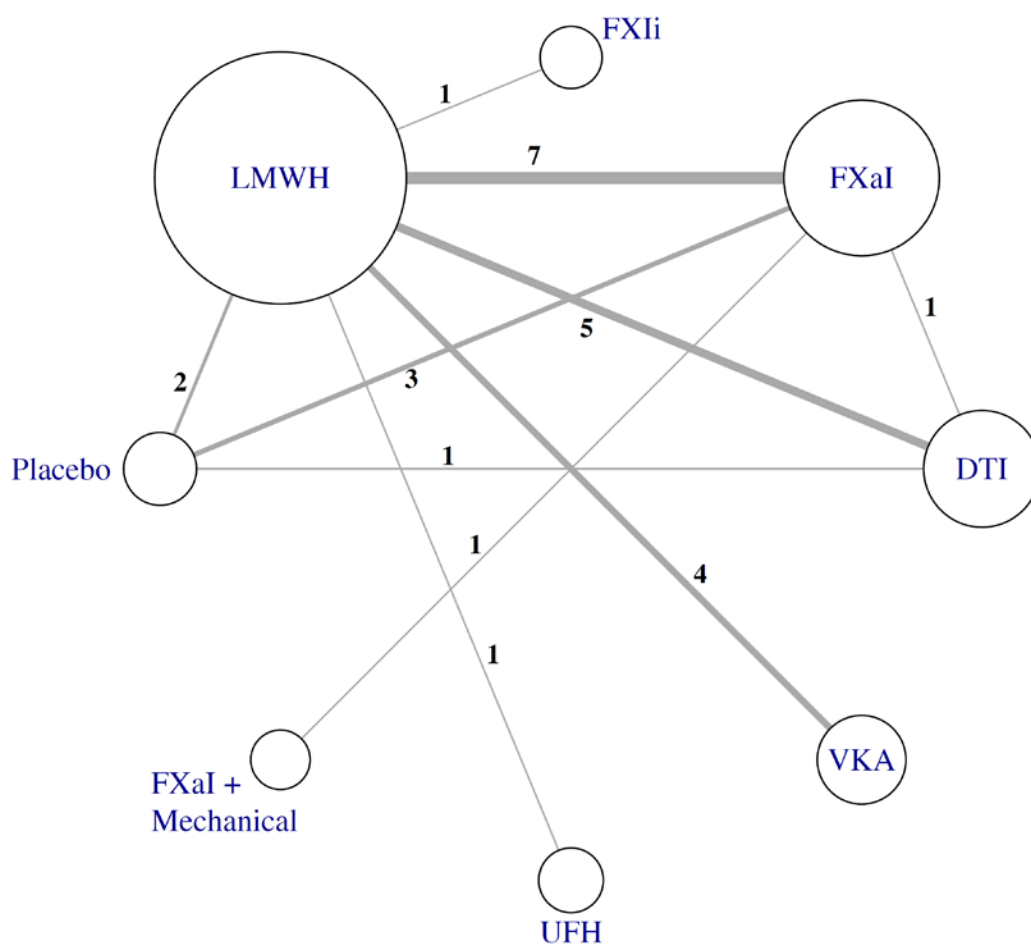 FXIi
1
7
LMWH
FXaI
1
5
2
3
Placebo
1
DTI
1
4
1
VKA
FXaI +
Mechanical
UFH